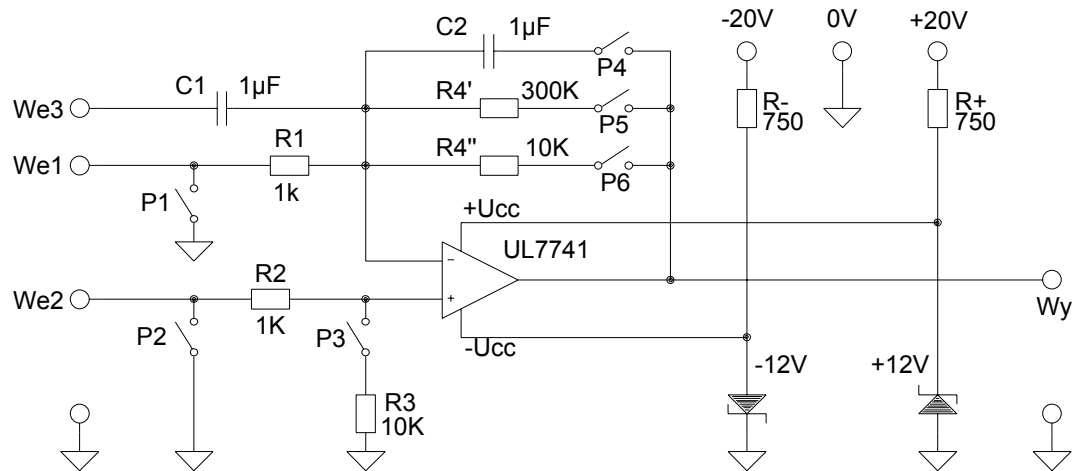 -20V
0V
+20V
C2
1µF
P4
C1
1µF
We3
R4'
300K
P5
R-
750
R+
750
We1
R1
1k
R4''
10K
P6
P1
+Ucc
UL7741
We2
R2
1K
P2
P3
-Ucc
Wy
-12V
+12V
R3
10K